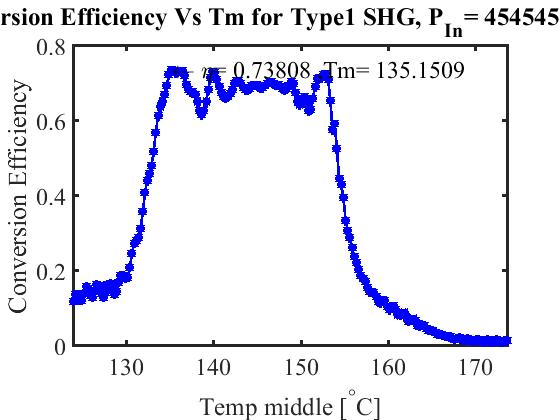 rsion Efficiency Vs Tm for Type1 SHG, P_In = 454545
0.8
η= 0.73808, Tm= 135.1509
0.6
0.4
0.2
0
Conversion Efficiency
130 140 150 160 170
Temp middle [°C]